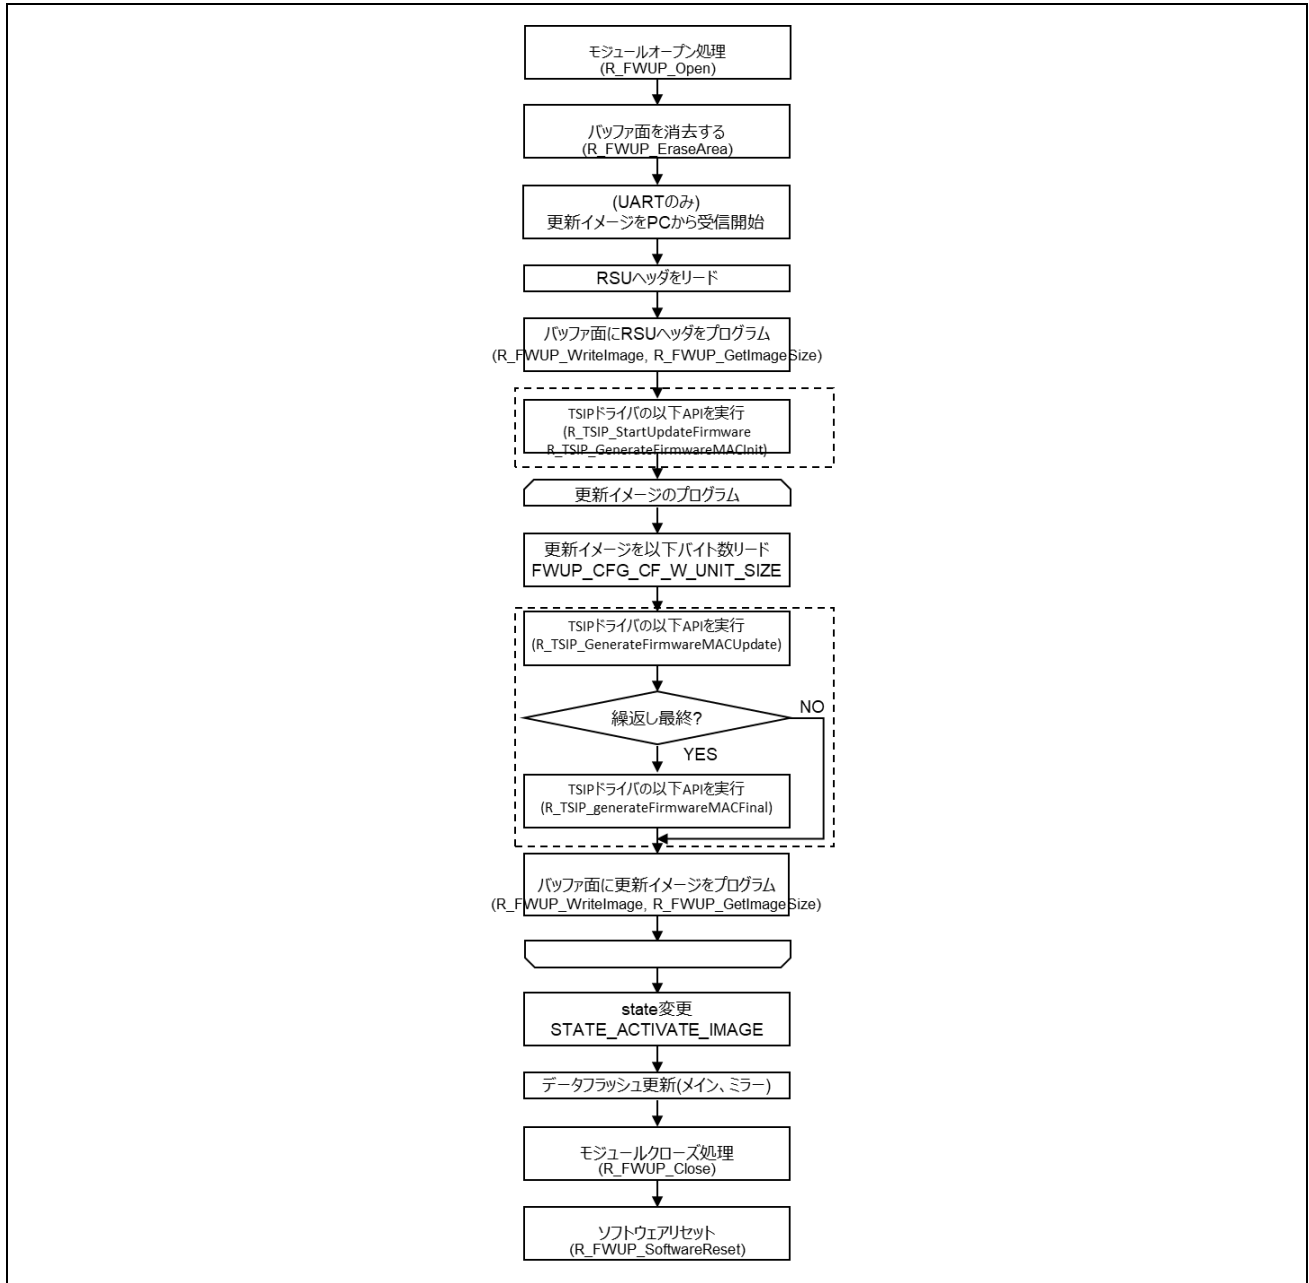 モジュールオープン処理
(R_FWUP_Open)
バッファ面を消去する
(R_FWUP_EraseArea)
(UARTのみ)
更新イメージをPCから受信開始
RSUヘッダをリード
バッファ面にRSUヘッダをプログラム
(R_FWUP_WriteImage, R_FWUP_GetImageSize)
TSIPドライバの以下APIを実行
(R_TSIP_StartUpdateFirmware
R_TSIP_GenerateFirmwareMACInit)
更新イメージのプログラム
更新イメージを以下バイト数リード
FWUP_CFG_CF_W_UNIT_SIZE
TSIPドライバの以下APIを実行
(R_TSIP_GenerateFirmwareMACUpdate)
繰返し最終?
NO
YES
TSIPドライバの以下APIを実行
(R_TSIP_generateFirmwareMACFinal)
バッファ面に更新イメージをプログラム
(R_FWUP_WriteImage, R_FWUP_GetImageSize)
state変更
STATE_ACTIVATE_IMAGE
データフラッシュ更新(メイン、ミラー)
モジュールクローズ処理
(R_FWUP_Close)
ソフトウェアリセット
(R_FWUP_SoftwareReset)